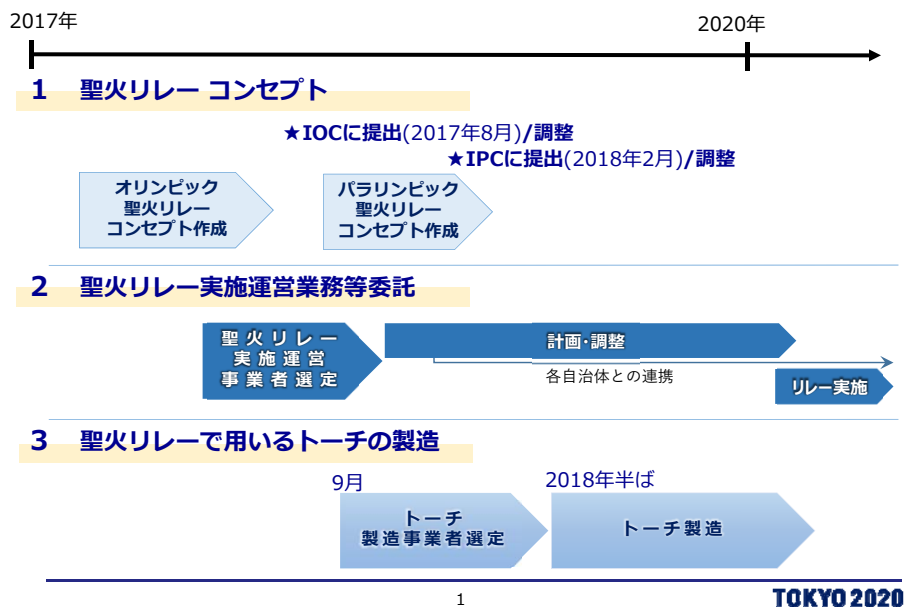 2017年
2020年
1 聖火リレー コンセプト
★IOCに提出(2017年8月)/調整
★IPCに提出(2018年2月)/調整
オリンピック
聖火リレー
コンセプト作成
パラリンピック
聖火リレー
コンセプト作成
2 聖火リレー実施運営業務等委託
聖火リレー
実施運営
事業者選定
計画・調整
各自治体との連携
リレー実施
3 聖火リレーで用いるトーチの製造
9月
2018年半ば
トーチ
製造事業者選定
トーチ製造
1
TOKYO 2020